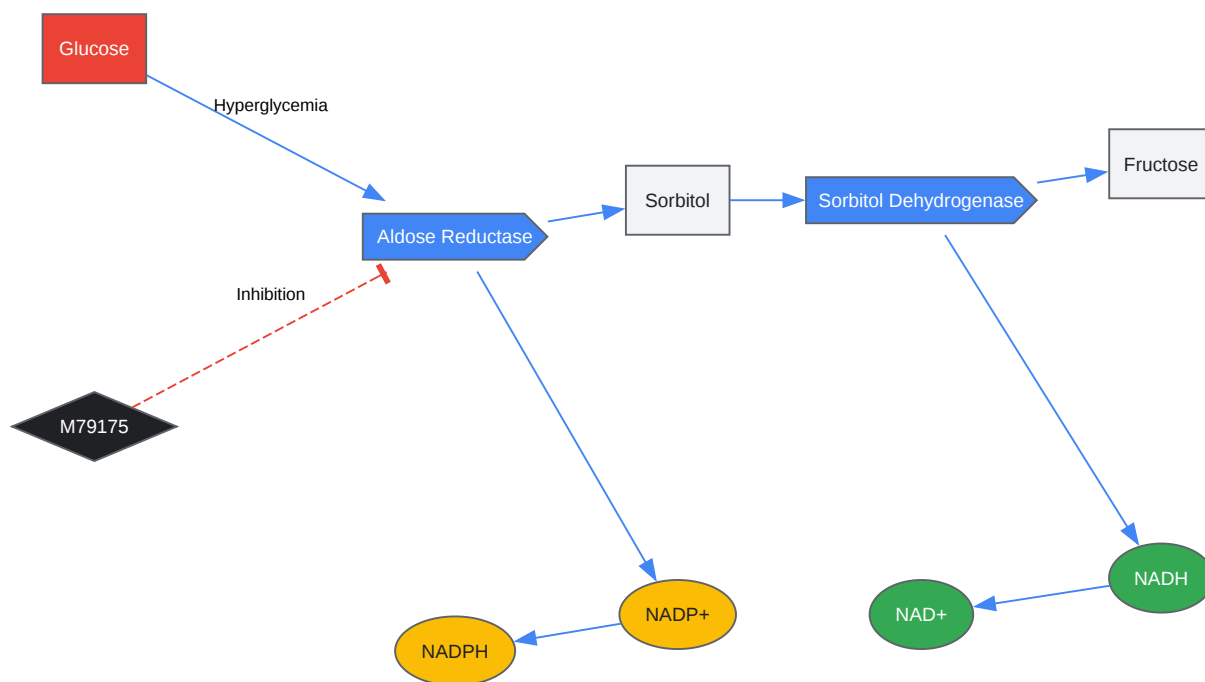 Glucose
Hyperglycemia
Fructose
Sorbitol
Sorbitol Dehydrogenase
Aldose Reductase
Inhibition
M79175
NADH
NADP+
NAD+
NADPH